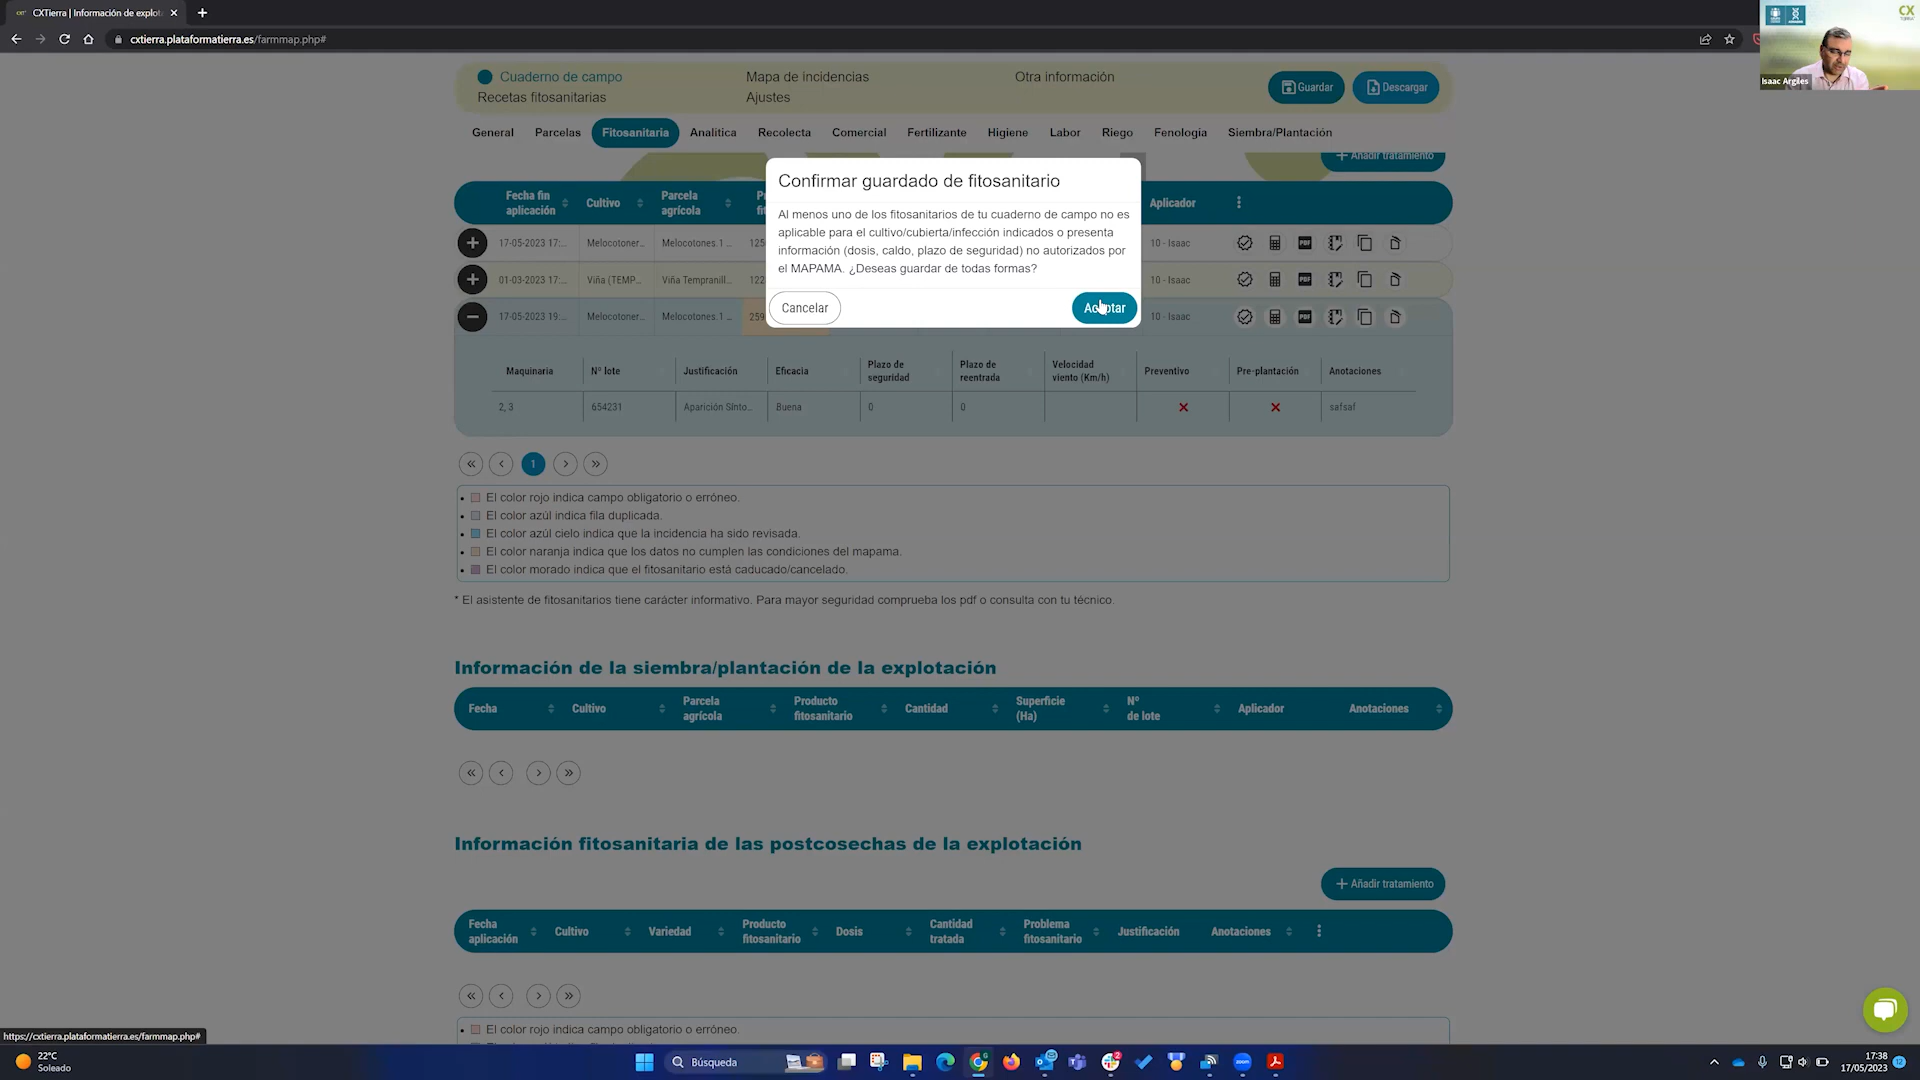 CXTierra | Información de explot
cxtierra.plataformatierra.es/farmmap.php#
CX
Isaac Argiles
Cuaderno de campo
Mapa de incidencias
Otra información
Recetas fitosanitarias
Ajustes
Guardar
Descargar
General Parcelas Fitosanitaria Analítica Recolecta Comercial Fertilizante Higiene Labor Riego Fenología Siembra/Plantación
Añadir tratamiento
Confirmar guardado de fitosanitario
Al menos uno de los fitosanitarios de tu cuaderno de campo no es
aplicable para el cultivo/cubierta/infección indicados o presenta
información (dosis, caldo, plazo de seguridad) no autorizados por
el MAPAMA. ¿Deseas guardar de todas formas?
Cancelar
Fecha fin
aplicación
Cultivo
Parcela
agrícola
Aplicador
17-05-2023 17:... Melocotoner... Melocotones.1 ... 125 10 - Isaac
01-03-2023 17:... Viña (TEMP... Viña Tempranill... 122 10 - Isaac
17-05-2023 19:... Melocotoner... Melocotones.1 ... 259 10 - Isaac
PDF
PDF
PDF
Maquinaria
Nº lote
Justificación
Eficacia
Plazo de
seguridad
Plazo de
reentrada
Velocidad
viento (Km/h)
Preventivo
Pre-plantación
Anotaciones
2, 3 654231 Aparición Sínto... Buena 0 0 safsaf
« ‹ 1 › »
• El color rojo indica campo obligatorio o erróneo.
• El color azúl indica fila duplicada.
• El color azúl cielo indica que la incidencia ha sido revisada.
• El color naranja indica que los datos no cumplen las condiciones del mapama.
• El color morado indica que el fitosanitario está caducado/cancelado.
* El asistente de fitosanitarios tiene carácter informativo. Para mayor seguridad comprueba los pdf o consulta con tu técnico.
Información de la siembra/plantación de la explotación
Fecha
Cultivo
Parcela
agrícola
Producto
fitosanitario
Cantidad
Superficie
(Ha)
Nº
de lote
Aplicador
Anotaciones
« ‹ › »
Información fitosanitaria de las postcosechas de la explotación
Añadir tratamiento
Fecha
aplicación
Cultivo
Variedad
Producto
fitosanitario
Dosis
Cantidad
tratada
Problema
fitosanitario
Justificación
Anotaciones
« ‹ › »
• El color rojo indica campo obligatorio o erróneo.
https://cxtierra.plataformatierra.es/farmmap.php#
22°C
Soleado
Búsqueda
17:38
17/05/2023